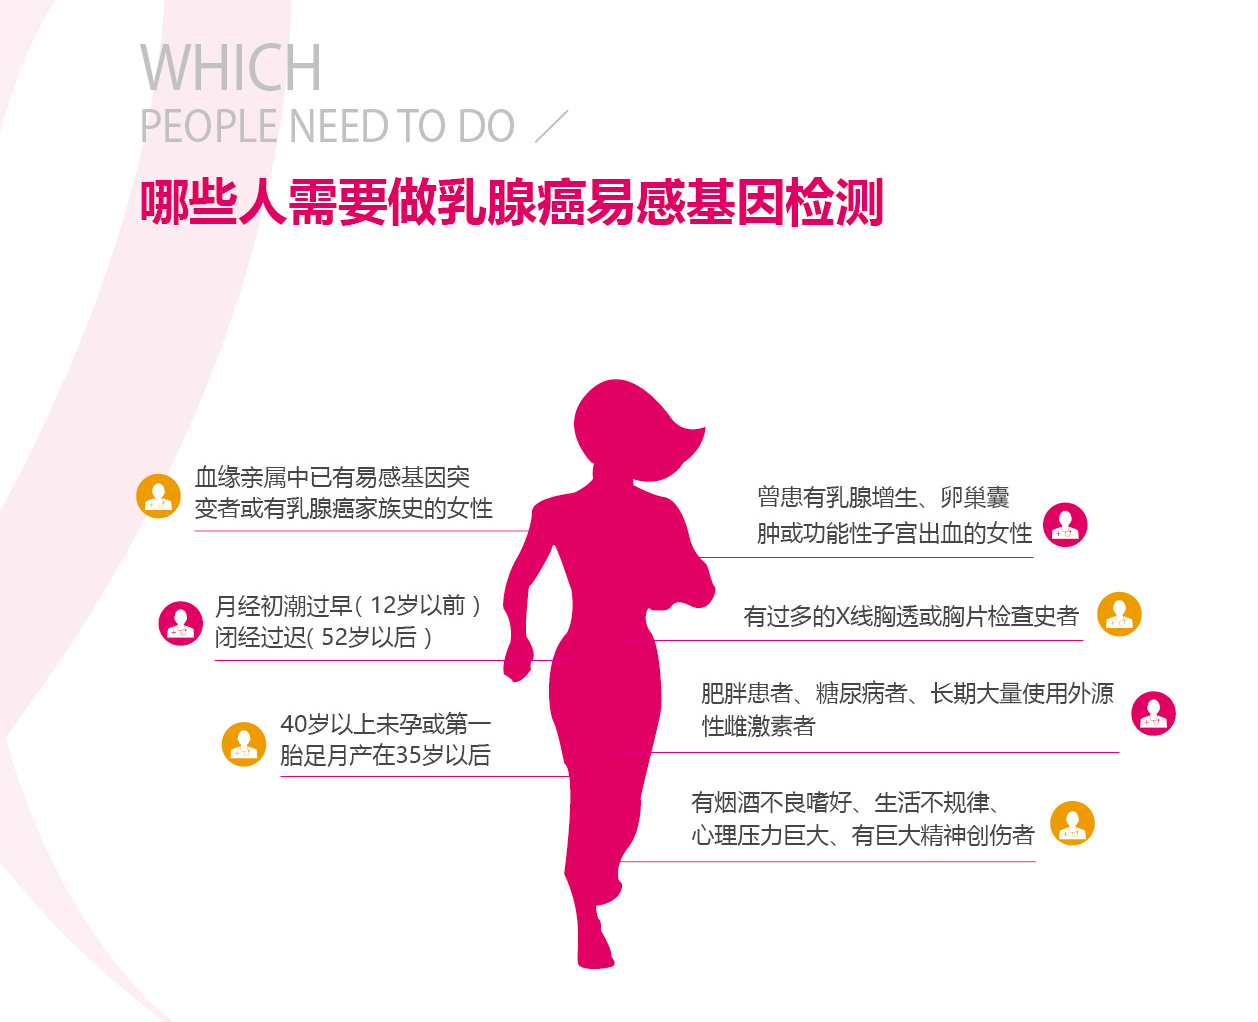 WHICH
PEOPLE NEED TO DO ／
哪些人需要做乳腺癌易感基因检测
血缘亲属中已有易感基因突
变者或有乳腺癌家族史的女性
月经初潮过早（12岁以前）
闭经过迟（52岁以后）
40岁以上未孕或第一
胎足月产在35岁以后
曾患有乳腺增生、卵巢囊
肿或功能性子宫出血的女性
有过多的X线胸透或胸片检查史者
肥胖患者、糖尿病者、长期大量使用外源
性雌激素者
有烟酒不良嗜好、生活不规律、
心理压力巨大、有巨大精神创伤者